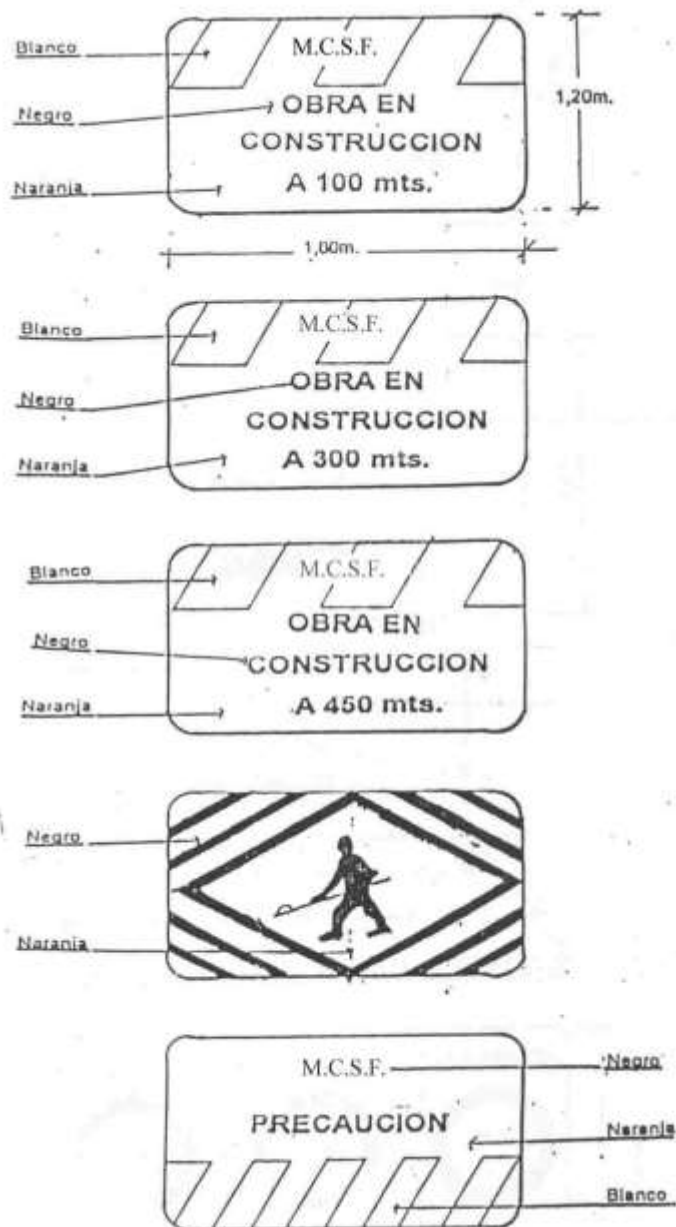 Blanco
M.C.S.F.
Negro
OBRA EN
CONSTRUCCION
Naranja
A 100 mts.
1,20m.
1,00m.
Blanco
M.C.S.F.
Negro
OBRA EN
CONSTRUCCION
Naranja
A 300 mts.
Blanco
M.C.S.F.
Negro
OBRA EN
CONSTRUCCION
Naranja
A 450 mts.
Negro
Naranja
M.C.S.F.
Negro
PRECAUCION
Naranja
Blanco